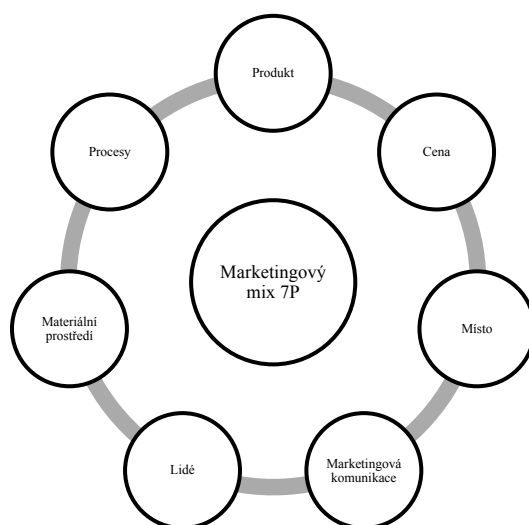 Produkt
Cena
Místo
Marketingová
komunikace
Lidé
Materiální
prostředí
Procesy
Marketingový
mix 7P